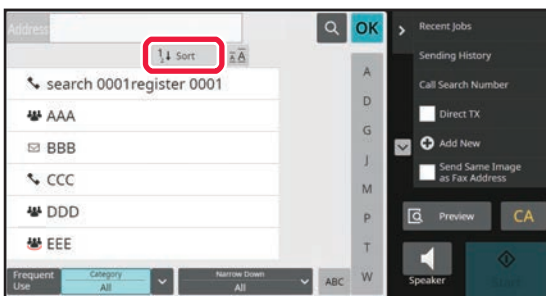 Address
OK
Sort
A A
search 0001register 0001
AAA
BBB
CCC
DDD
EEE
A
D
G
J
M
P
T
W
Frequent
Use
Category
All
Narrow Down
All
ABC
Recent Jobs
Sending History
Call Search Number
Direct TX
Add New
Send Same Image
as Fax Address
Preview
CA
Speaker
Start